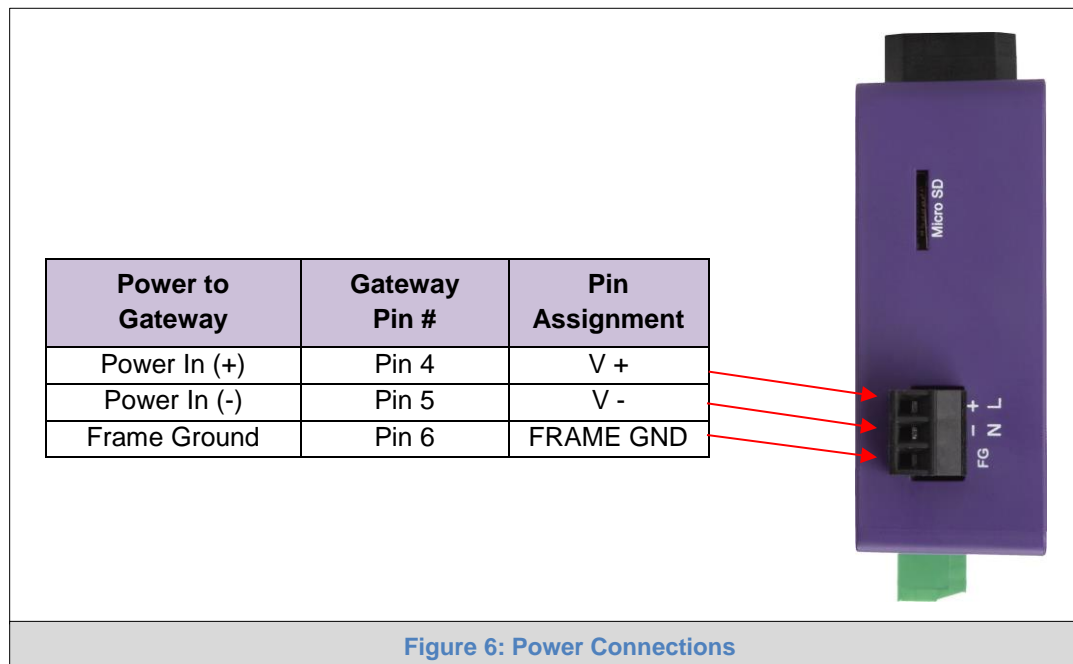 Power to Gateway Gateway Pin # Pin Assignment
Power In (+) Pin 4 V +
Power In (-) Pin 5 V -
Frame Ground Pin 6 FRAME GND
Micro SD
+ L
− N
FG
Figure 6: Power Connections